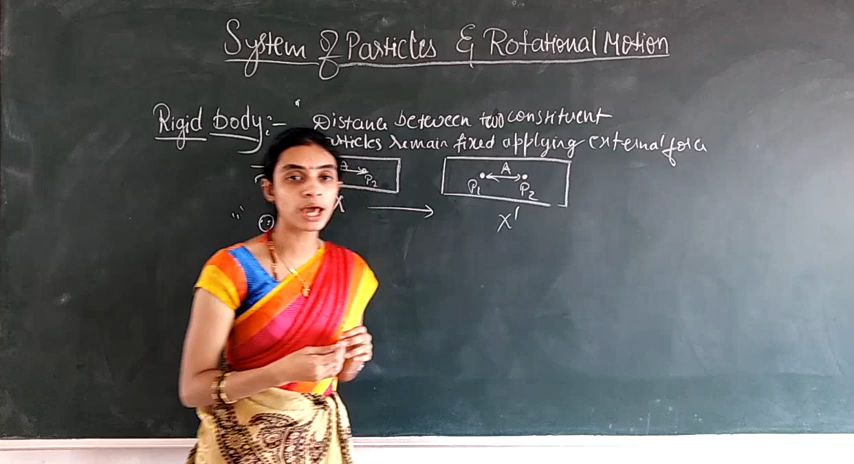 System of Particles & Rotational Motion
Rigid body:- Distance between two constituent
particles remain fixed applying external force
A A
P2 P1 P2
X X'